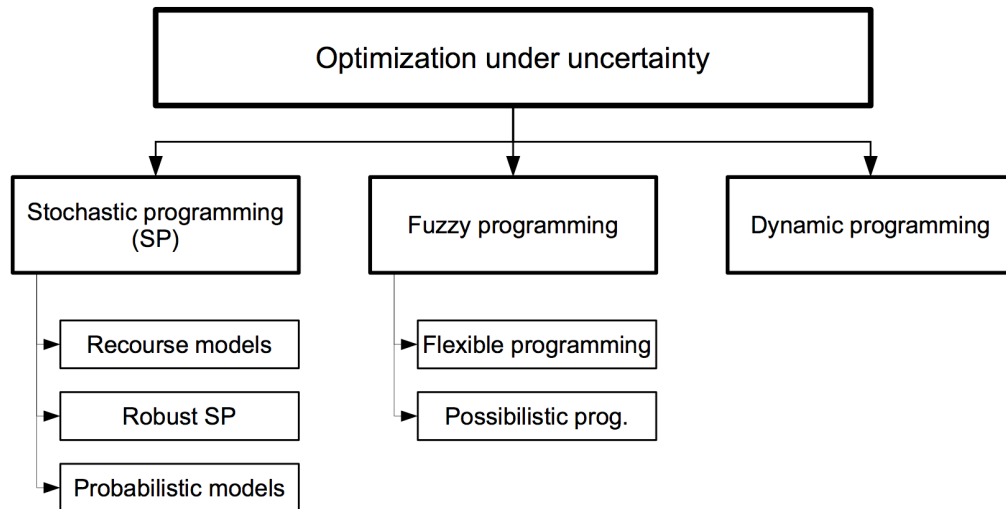 Optimization under uncertainty
Stochastic programming
(SP)
Fuzzy programming
Dynamic programming
Recourse models
Robust SP
Probabilistic models
Flexible programming
Possibilistic prog.